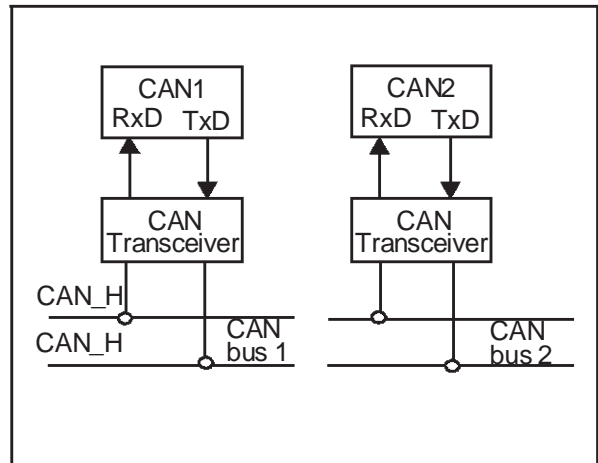 CAN1
RxD TxD
CAN
Transceiver
CAN_H
CAN_H
CAN
bus 1
CAN2
RxD TxD
CAN
Transceiver
CAN
bus 2